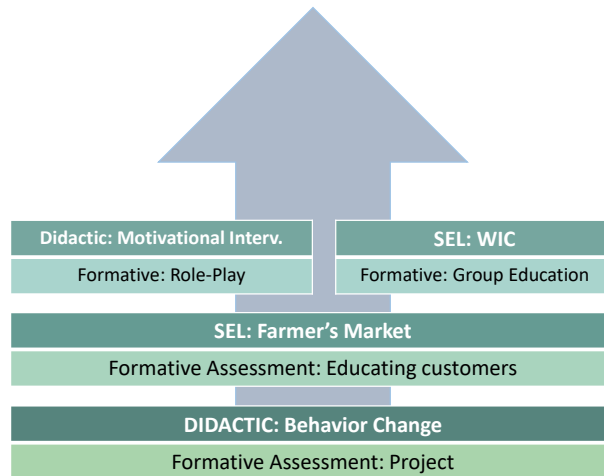 Didactic: Motivational Interv.
Formative: Role-Play
SEL: WIC
Formative: Group Education
SEL: Farmer’s Market
Formative Assessment: Educating customers
DIDACTIC: Behavior Change
Formative Assessment: Project